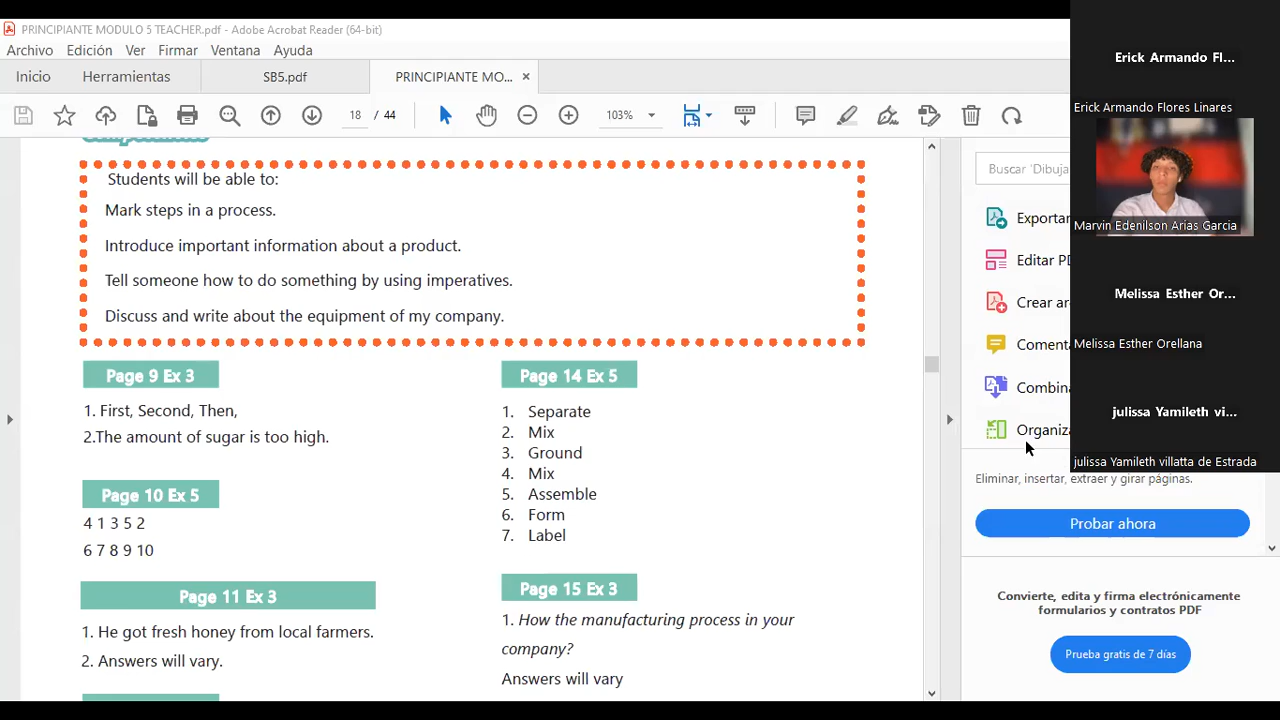 PRINCIPIANTE MODULO 5 TEACHER.pdf - Adobe Acrobat Reader (64-bit)
Archivo Edición Ver Firmar Ventana Ayuda
Inicio Herramientas SB5.pdf PRINCIPIANTE MO... ×
18 / 44 103%
Competencies
Students will be able to:
Mark steps in a process.
Introduce important information about a product.
Tell someone how to do something by using imperatives.
Discuss and write about the equipment of my company.
Page 9 Ex 3
1. First, Second, Then,
2.The amount of sugar is too high.
Page 10 Ex 5
4 1 3 5 2
6 7 8 9 10
Page 11 Ex 3
1. He got fresh honey from local farmers.
2. Answers will vary.
Page 14 Ex 5
1. Separate
2. Mix
3. Ground
4. Mix
5. Assemble
6. Form
7. Label
Page 15 Ex 3
1. How the manufacturing process in your
company?
Answers will vary
Buscar 'Dibuja
Exportar
Editar PD
Crear ar
Comenta
Combina
Organiza
Eliminar, insertar, extraer y girar páginas.
Probar ahora
Convierte, edita y firma electrónicamente
formularios y contratos PDF
Prueba gratis de 7 días
Erick Armando Fl...
Erick Armando Flores Linares
Marvin Edenilson Arias Garcia
Melissa Esther Or...
Melissa Esther Orellana
julissa Yamileth vi...
julissa Yamileth villatta de Estrada